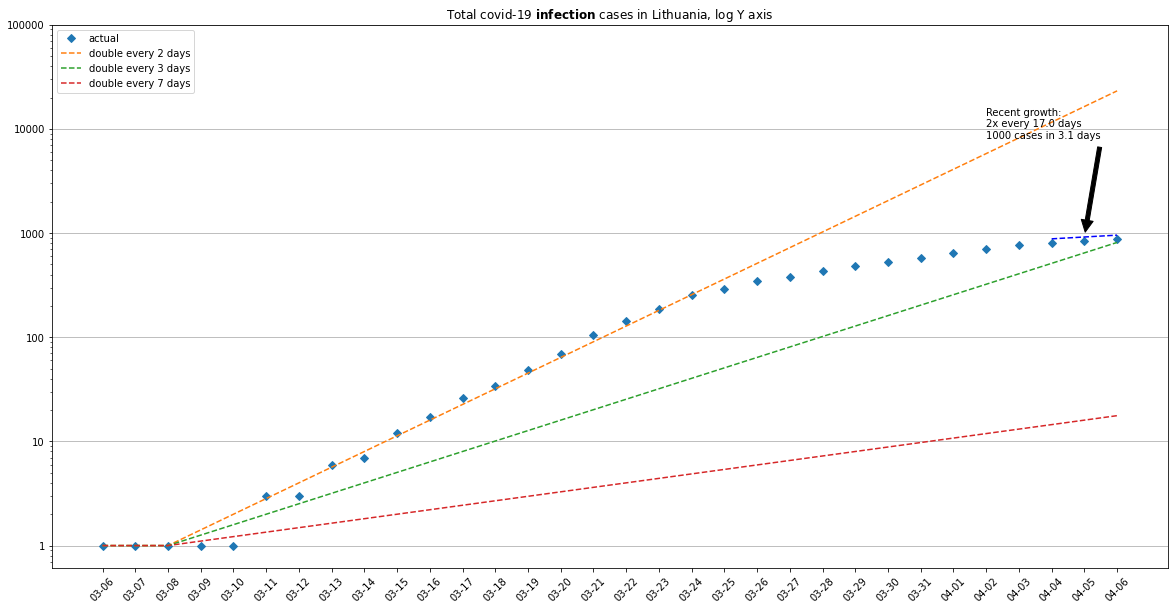 Total covid-19 infection cases in Lithuania, log Y axis
100000
10000
1000
100
10
1
actual
double every 2 days
double every 3 days
double every 7 days
Recent growth:
2x every 17.0 days
1000 cases in 3.1 days
03-06 03-07 03-08 03-09 03-10 03-11 03-12 03-13 03-14 03-15 03-16 03-17 03-18 03-19 03-20 03-21 03-22 03-23 03-24 03-25 03-26 03-27 03-28 03-29 03-30 03-31 04-01 04-02 04-03 04-04 04-05 04-06